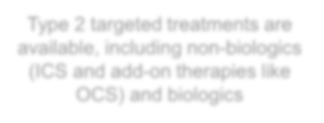 Type 2 targeted treatments are
available, including non-biologics
(ICS and add-on therapies like
OCS) and biologics